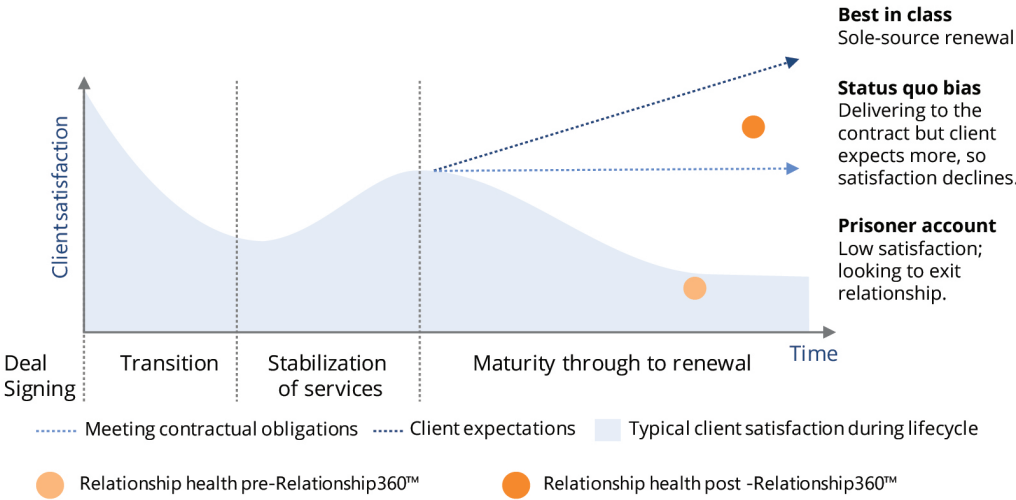 Best in class
Sole-source renewal
Status quo bias
Delivering to the
contract but client
expects more, so
satisfaction declines.
Prisoner account
Low satisfaction;
looking to exit
relationship.
Client satisfaction
Time
Deal
Signing
Transition
Stabilization
of services
Maturity through to renewal
Meeting contractual obligations
Client expectations
Typical client satisfaction during lifecycle
Relationship health pre-Relationship360™
Relationship health post -Relationship360™